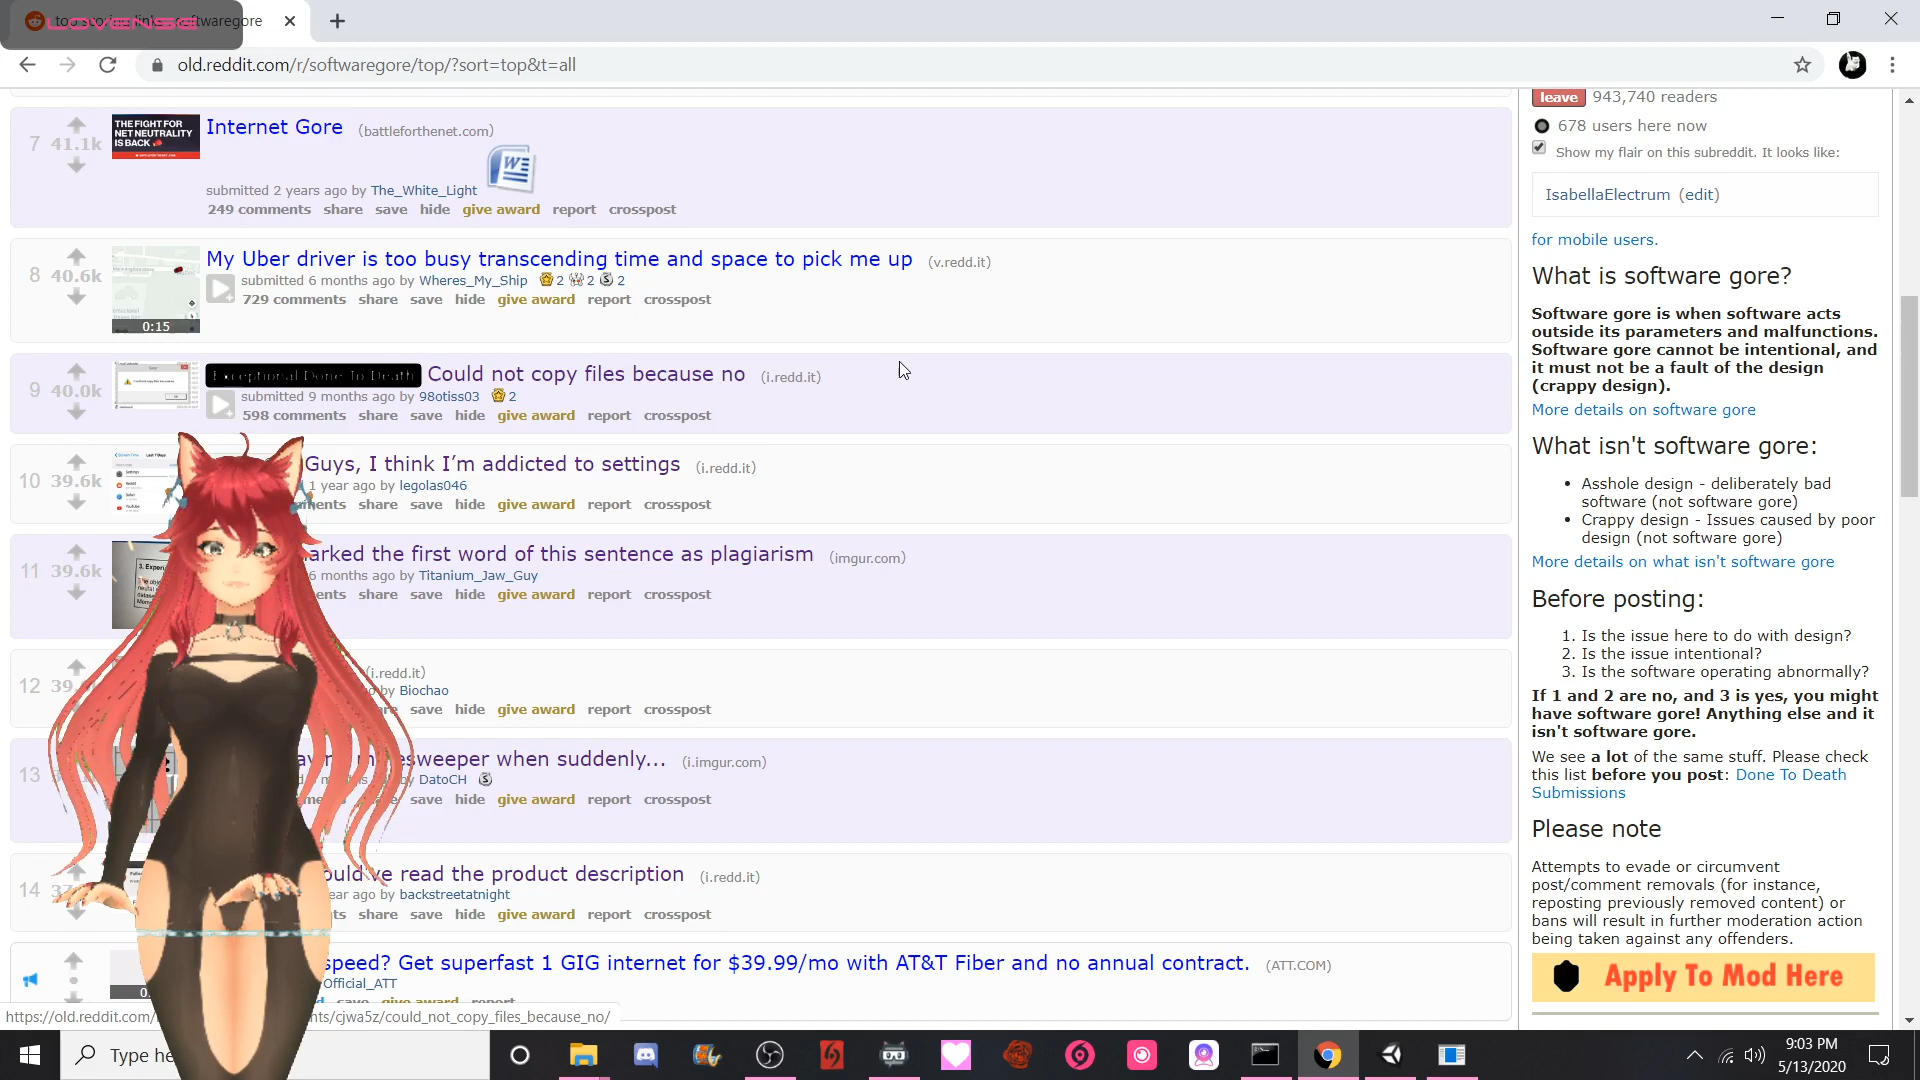 LOVENSE
softwaregore
old.reddit.com/r/softwaregore/top/?sort=top&t=all
7
41.1k
THE FIGHT FOR
NET NEUTRALITY
IS BACK
Internet Gore (battleforthenet.com)
submitted 2 years ago by The_White_Light
249 comments share save hide give award report crosspost
8
40.6k
0:15
My Uber driver is too busy transcending time and space to pick me up (v.redd.it)
submitted 6 months ago by Wheres_My_Ship 2 2 2
729 comments share save hide give award report crosspost
9
40.0k
Exceptional Done To Death Could not copy files because no (i.redd.it)
submitted 9 months ago by 98otiss03 2
598 comments share save hide give award report crosspost
10
39.6k
Guys, I think I'm addicted to settings (i.redd.it)
1 year ago by legolas046
ments share save hide give award report crosspost
11
39.6k
3. Experi
arked the first word of this sentence as plagiarism (imgur.com)
6 months ago by Titanium_Jaw_Guy
ents share save hide give award report crosspost
12
39.
(i.redd.it)
by Biochao
save hide give award report crosspost
13
esweeper when suddenly... (i.imgur.com)
by DatoCH
save hide give award report crosspost
14
37
ould've read the product description (i.redd.it)
ear ago by backstreetatnight
ts share save hide give award report crosspost
speed? Get superfast 1 GIG internet for $39.99/mo with AT&T Fiber and no annual contract. (ATT.COM)
Official_ATT
save give award report
https://old.reddit.com/
nts/cjwa5z/could_not_copy_files_because_no/
leave 943,740 readers
678 users here now
Show my flair on this subreddit. It looks like:
IsabellaElectrum (edit)
for mobile users.
What is software gore?
Software gore is when software acts
outside its parameters and malfunctions.
Software gore cannot be intentional, and
it must not be a fault of the design
(crappy design).
More details on software gore
What isn't software gore:
Asshole design - deliberately bad
software (not software gore)
Crappy design - Issues caused by poor
design (not software gore)
More details on what isn't software gore
Before posting:
1. Is the issue here to do with design?
2. Is the issue intentional?
3. Is the software operating abnormally?
If 1 and 2 are no, and 3 is yes, you might
have software gore! Anything else and it
isn't software gore.
We see a lot of the same stuff. Please check
this list before you post: Done To Death
Submissions
Please note
Attempts to evade or circumvent
post/comment removals (for instance,
reposting previously removed content) or
bans will result in further moderation action
being taken against any offenders.
Apply To Mod Here
Type he
9:03 PM
5/13/2020